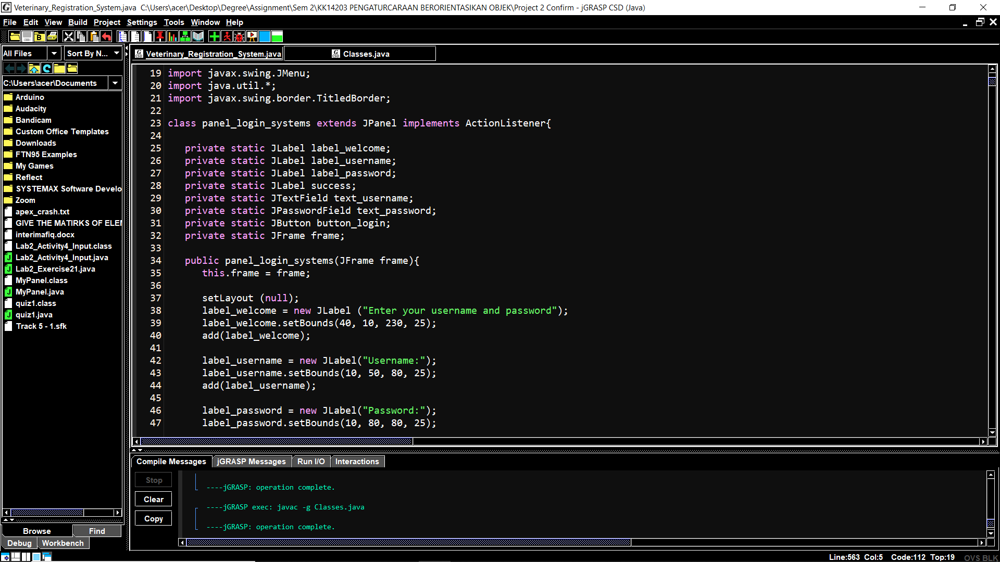 Veterinary_Registration_System.java  C:\Users\acer\Desktop\Degree\Assignment\Sem 2\KK14203 PENGATURCARAAN BERORIENTASIKAN OBJEK\Project 2 Confirm - jGRASP CSD (Java)
File Edit View Build Project Settings Tools Window Help
All Files
Sort By N...
C:\Users\acer\Documents
Arduino
Audacity
Bandicam
Custom Office Templates
Downloads
FTN95 Examples
My Games
Reflect
SYSTEMAX Software Develo
Zoom
apex_crash.txt
GIVE THE MATIRKS OF ELE
interimafiq.docx
Lab2_Activity4_Input.class
Lab2_Activity4_Input.java
Lab2_Exercise21.java
MyPanel.class
MyPanel.java
quiz1.class
quiz1.java
Track 5 - 1.sfk
Browse Find
Debug Workbench
Veterinary_Registration_System.java Classes.java
19 import javax.swing.JMenu;
20 import java.util.*;
21 import javax.swing.border.TitledBorder;
22
23 class panel_login_systems extends JPanel implements ActionListener{
24
25 private static JLabel label_welcome;
26 private static JLabel label_username;
27 private static JLabel label_password;
28 private static JLabel success;
29 private static JTextField text_username;
30 private static JPasswordField text_password;
31 private static JButton button_login;
32 private static JFrame frame;
33
34 public panel_login_systems(JFrame frame){
35 this.frame = frame;
36
37 setLayout (null);
38 label_welcome = new JLabel ("Enter your username and password");
39 label_welcome.setBounds(40, 10, 230, 25);
40 add(label_welcome);
41
42 label_username = new JLabel("Username:");
43 label_username.setBounds(10, 50, 80, 25);
44 add(label_username);
45
46 label_password = new JLabel("Password:");
47 label_password.setBounds(10, 80, 80, 25);
Compile Messages jGRASP Messages Run I/O Interactions
Stop
Clear
Copy
----jGRASP: operation complete.
----jGRASP exec: javac -g Classes.java
----jGRASP: operation complete.
Line:563 Col:5 Code:112 Top:19 OVS BLK